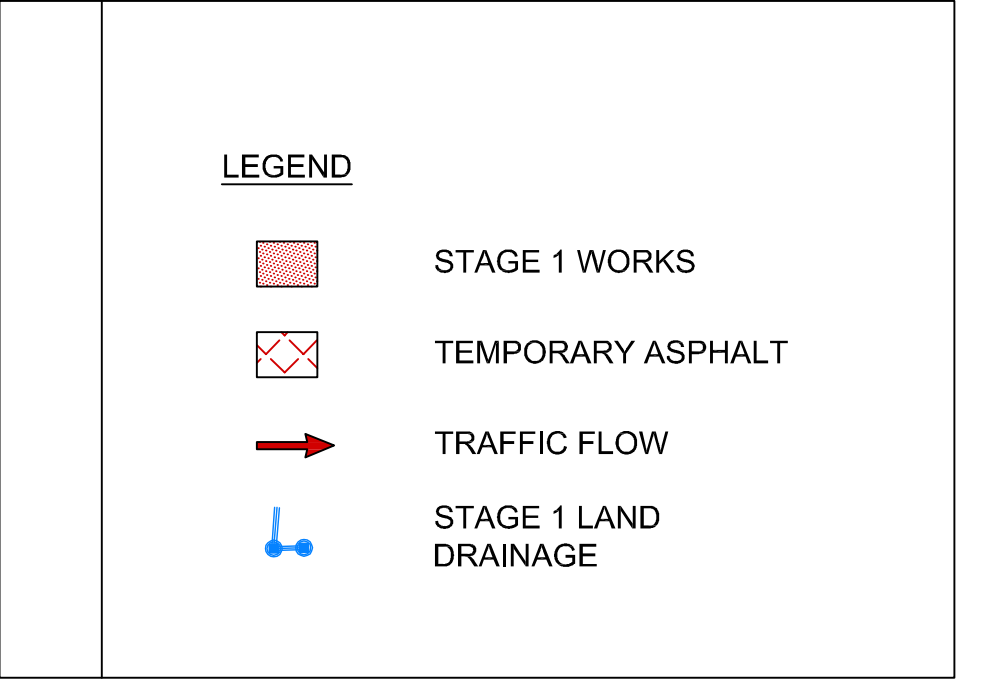 LEGEND
STAGE 1 WORKS
TEMPORARY ASPHALT
TRAFFIC FLOW
STAGE 1 LAND
DRAINAGE